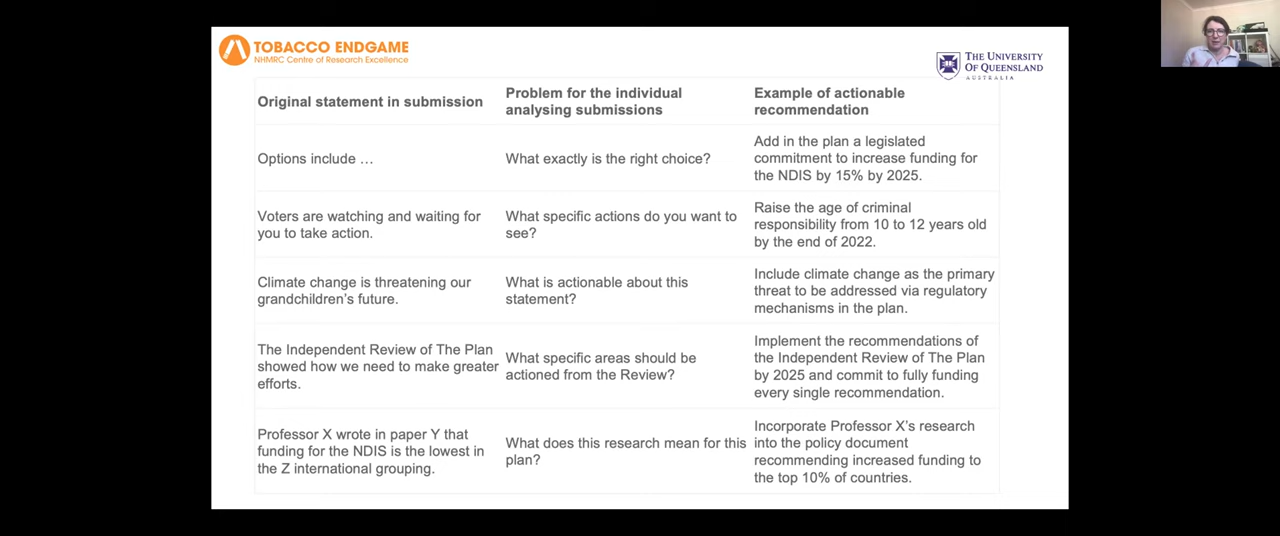 TOBACCO ENDGAME
NHMRC Centre of Research Excellence
THE UNIVERSITY
OF QUEENSLAND
AUSTRALIA
Original statement in submission
Problem for the individual
analysing submissions
Example of actionable
recommendation
Options include …
What exactly is the right choice?
Add in the plan a legislated
commitment to increase funding for
the NDIS by 15% by 2025.
Voters are watching and waiting for
you to take action.
What specific actions do you want to
see?
Raise the age of criminal
responsibility from 10 to 12 years old
by the end of 2022.
Climate change is threatening our
grandchildren’s future.
What is actionable about this
statement?
Include climate change as the primary
threat to be addressed via regulatory
mechanisms in the plan.
The Independent Review of The Plan
showed how we need to make greater
efforts.
What specific areas should be
actioned from the Review?
Implement the recommendations of
the Independent Review of The Plan
by 2025 and commit to fully funding
every single recommendation.
Professor X wrote in paper Y that
funding for the NDIS is the lowest in
the Z international grouping.
What does this research mean for this
plan?
Incorporate Professor X’s research
into the policy document
recommending increased funding to
the top 10% of countries.